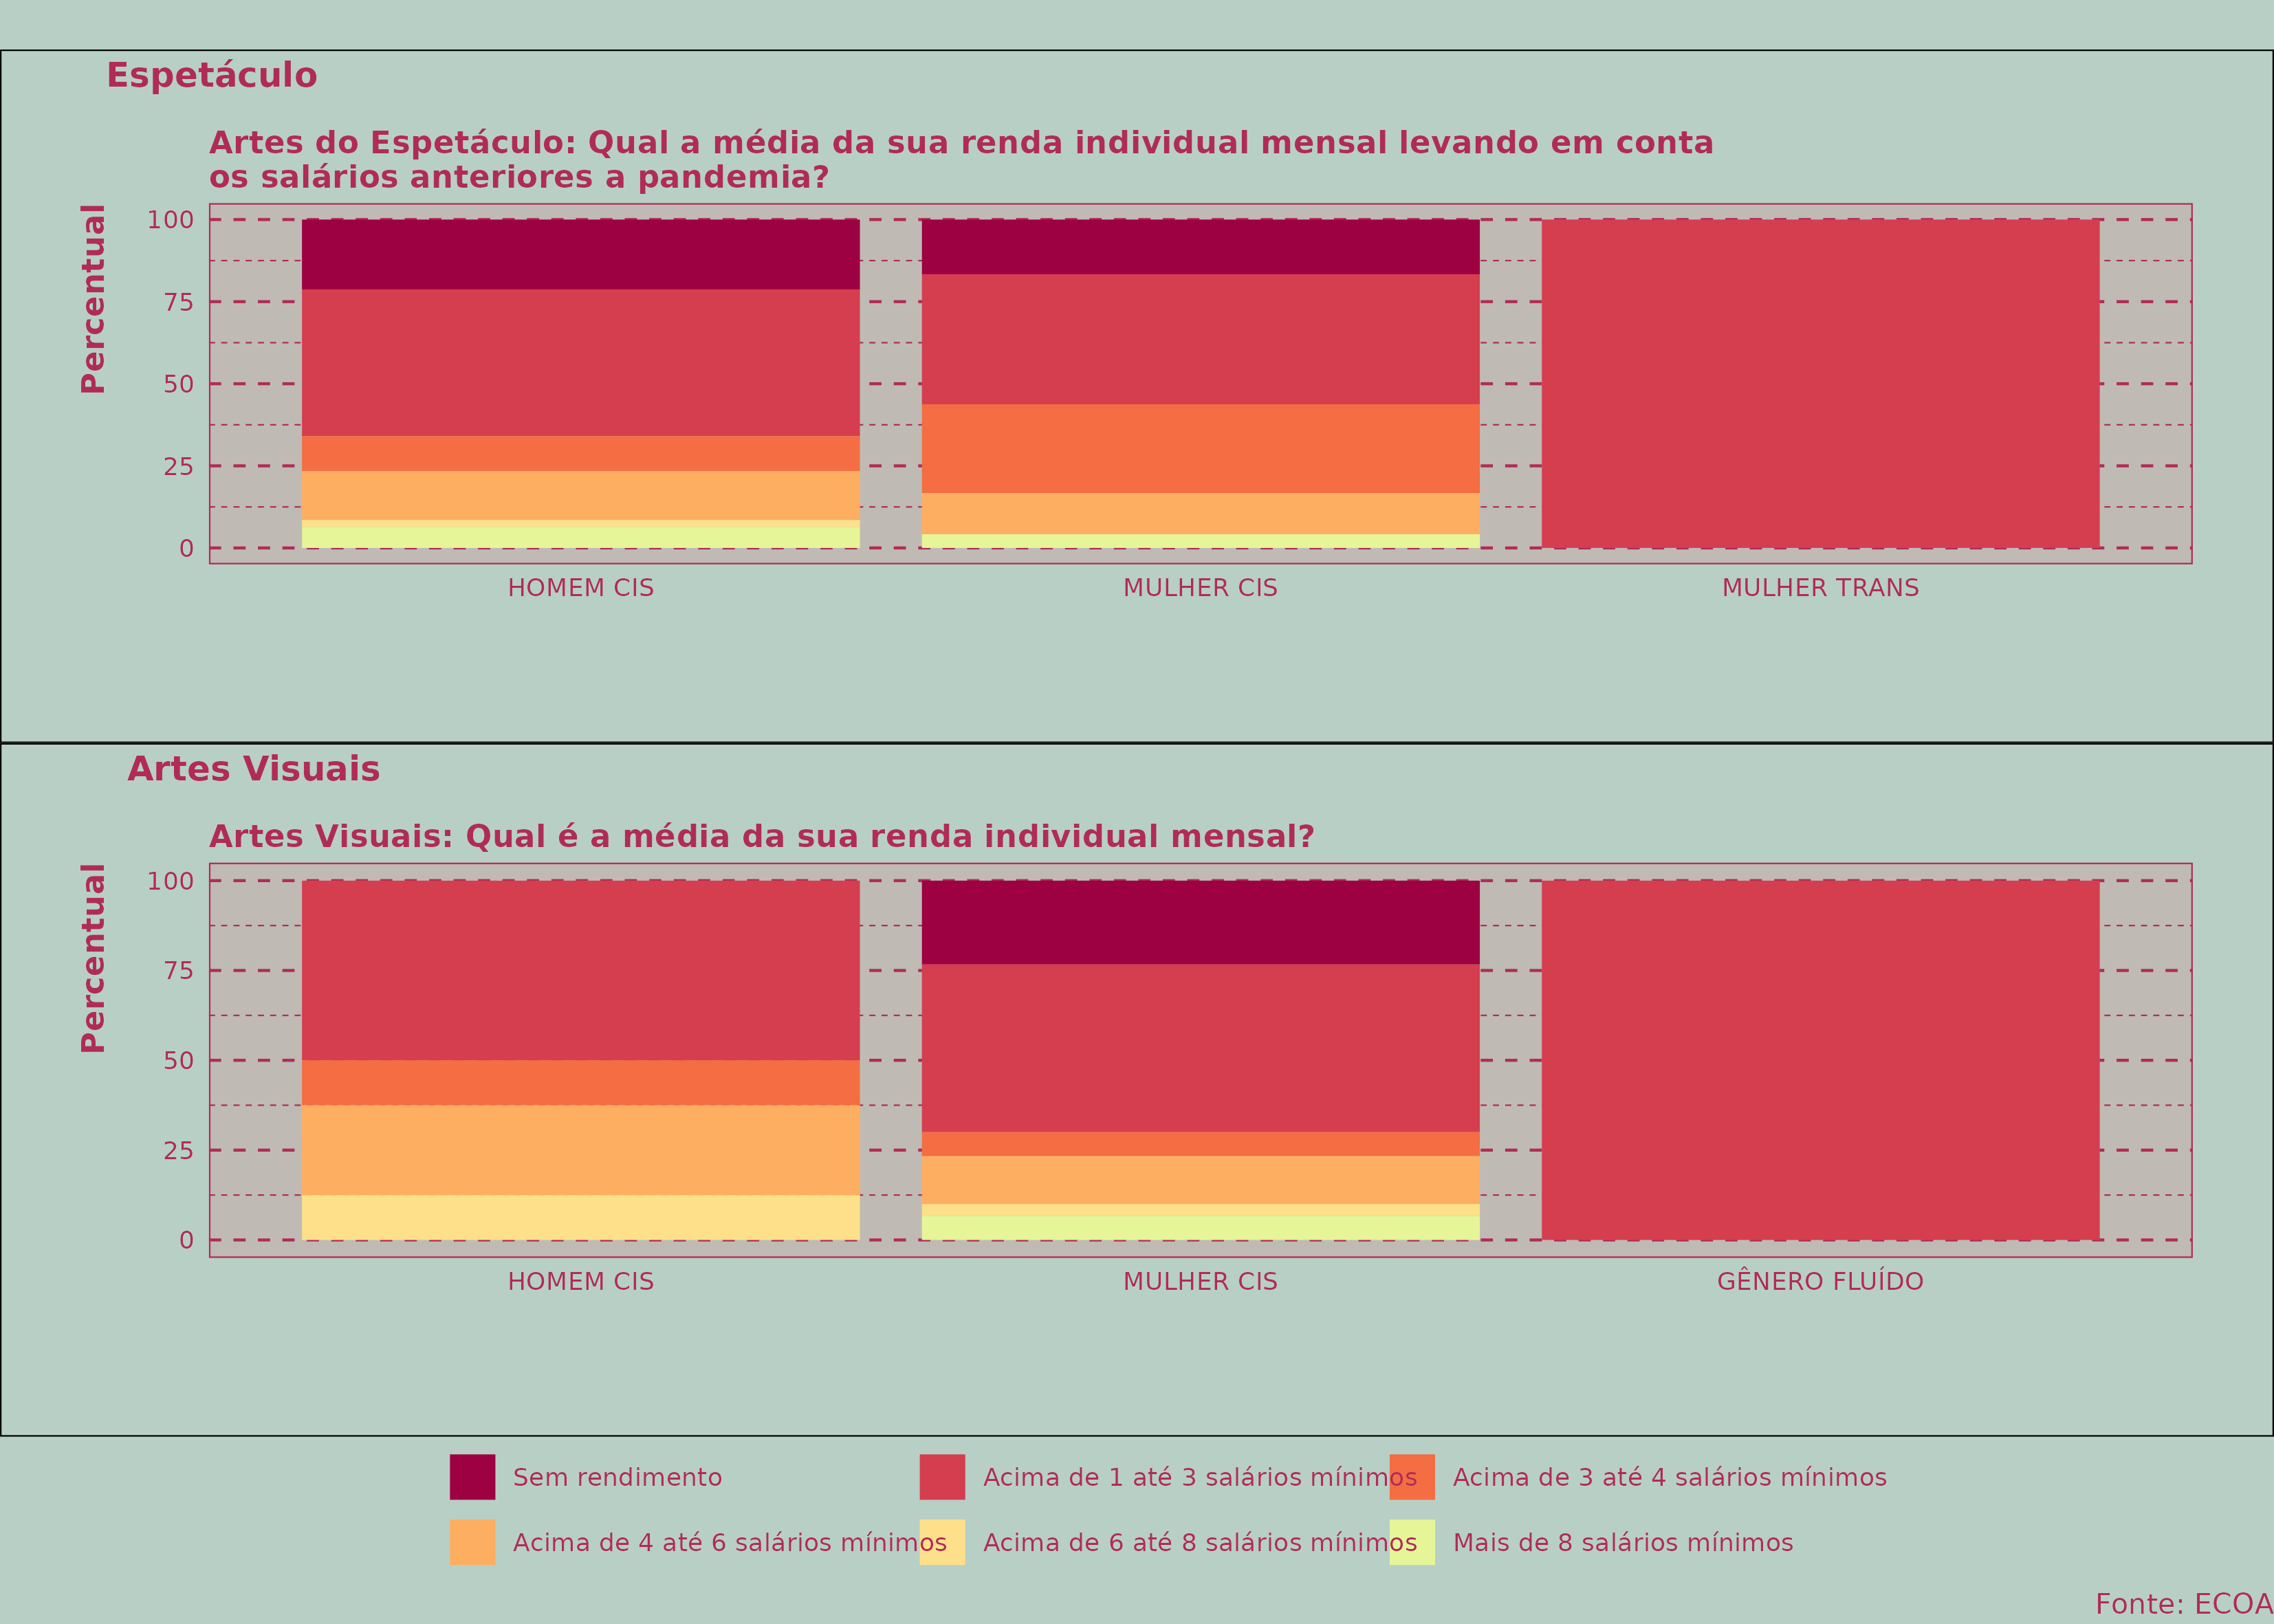 Espetáculo
Artes do Espetáculo: Qual a média da sua renda individual mensal levando em conta
os salários anteriores a pandemia?
Percentual
100
75
50
25
0
HOMEM CIS
MULHER CIS
MULHER TRANS
Artes Visuais
Artes Visuais: Qual é a média da sua renda individual mensal?
Percentual
100
75
50
25
0
HOMEM CIS
MULHER CIS
GÊNERO FLUÍDO
Sem rendimento
Acima de 1 até 3 salários mínimos
Acima de 3 até 4 salários mínimos
Acima de 4 até 6 salários mínimos
Acima de 6 até 8 salários mínimos
Mais de 8 salários mínimos
Fonte: ECOA